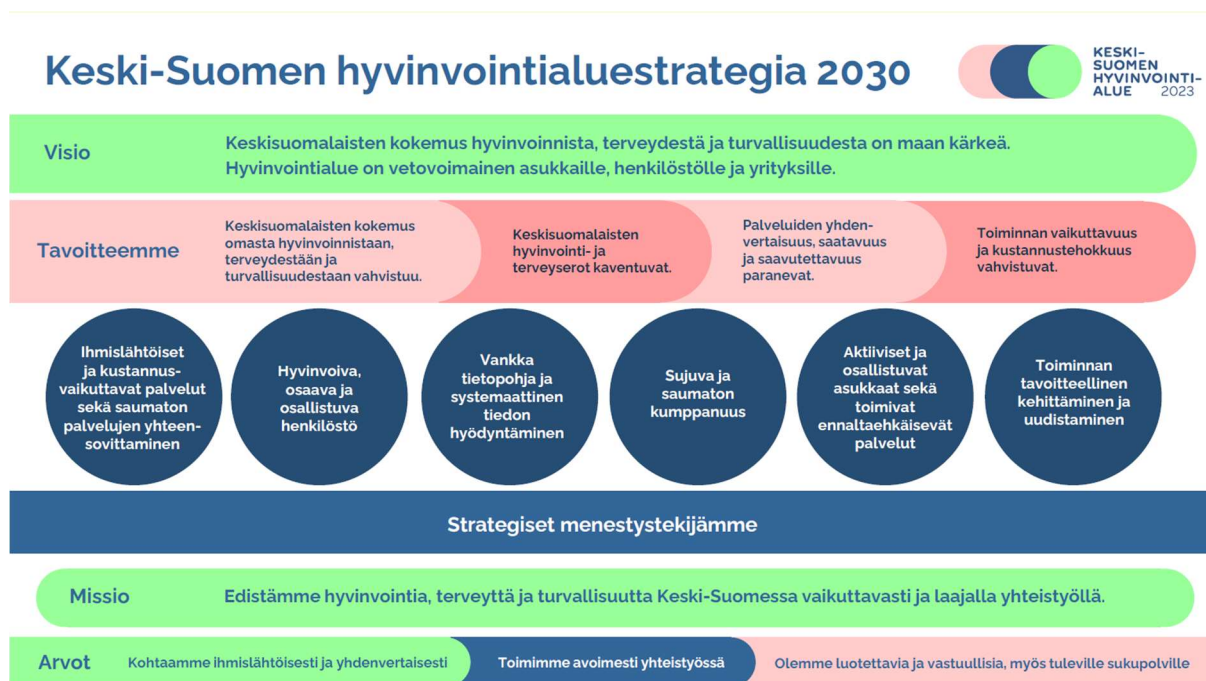 Keski-Suomen hyvinvointialuestrategia 2030
KESKI-
SUOMEN
HYVINVOINTI-
ALUE 2023
Visio
Keskisuomalaisten kokemus hyvinvoinnista, terveydestä ja turvallisuudesta on maan kärkeä.
Hyvinvointialue on vetovoimainen asukkaille, henkilöstölle ja yrityksille.
Tavoitteemme
Keskisuomalaisten kokemus
omasta hyvinvoinnistaan,
terveydestään ja
turvallisuudestaan vahvistuu.
Keskisuomalaisten
hyvinvointi- ja
terveyserot kaventuvat.
Palveluiden yhden-
vertaisuus, saatavuus
ja saavutettavuus
paranevat.
Toiminnan vaikuttavuus
ja kustannustehokkuus
vahvistuvat.
Ihmislähtöiset
ja kustannus-
vaikuttavat palvelut
sekä saumaton
palvelujen yhteen-
sovittaminen
Hyvinvoiva,
osaava ja
osallistuva
henkilöstö
Vankka
tietopohja ja
systemaattinen
tiedon
hyödyntäminen
Sujuva ja
saumaton
kumppanuus
Aktiiviset ja
osallistuvat
asukkaat sekä
toimivat
ennaltaehkäisevät
palvelut
Toiminnan
tavoitteellinen
kehittäminen ja
uudistaminen
Strategiset menestystekijämme
Missio
Edistämme hyvinvointia, terveyttä ja turvallisuutta Keski-Suomessa vaikuttavasti ja laajalla yhteistyöllä.
Arvot
Kohtaamme ihmislähtöisesti ja yhdenvertaisesti
Toimimme avoimesti yhteistyössä
Olemme luotettavia ja vastuullisia, myös tuleville sukupolville